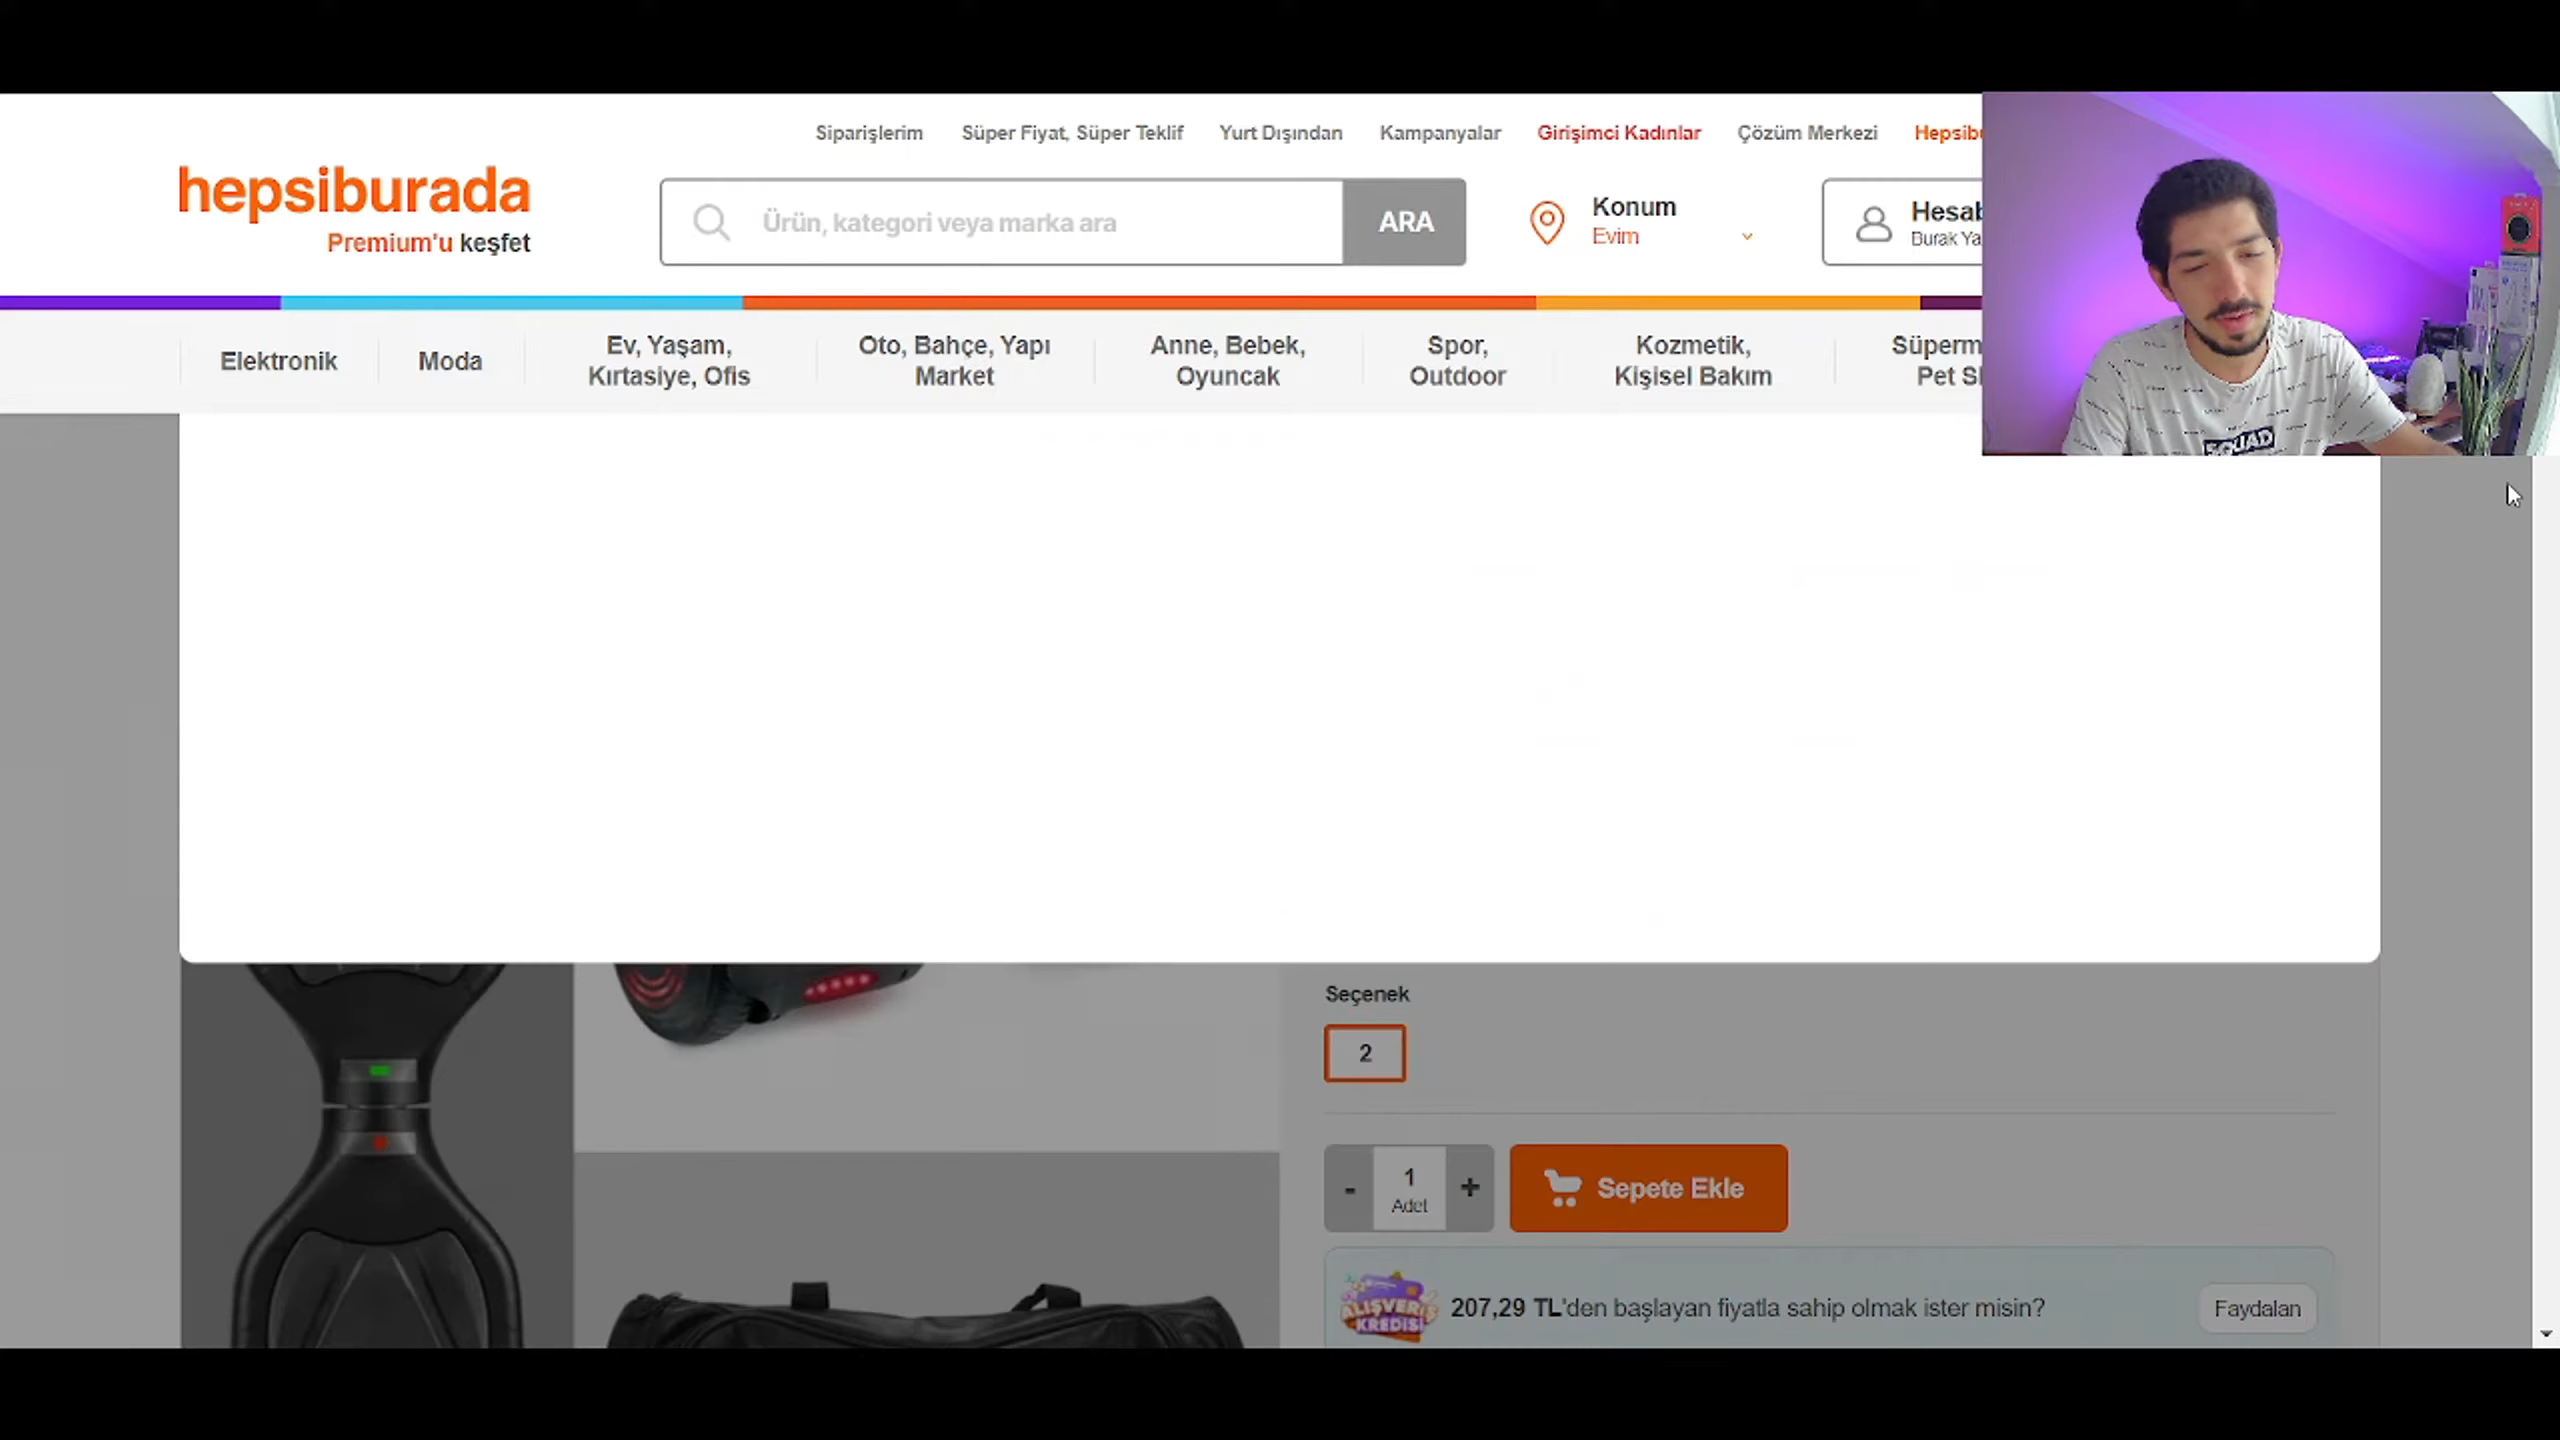 Siparişlerim Süper Fiyat, Süper Teklif Yurt Dışından Kampanyalar Girişimci Kadınlar Çözüm Merkezi Hepsibu
hepsiburada
Premium'u keşfet
Ürün, kategori veya marka ara
ARA
Konum
Evim
Hesab
Burak Ya
Elektronik
Moda
Ev, Yaşam,
Kırtasiye, Ofis
Oto, Bahçe, Yapı
Market
Anne, Bebek,
Oyuncak
Spor,
Outdoor
Kozmetik,
Kişisel Bakım
Süperm
Pet S
SQUAD
Seçenek
2
- 1 +
Adet
Sepete Ekle
ALIŞVERİŞ
KREDİSİ
207,29 TL'den başlayan fiyatla sahip olmak ister misin?
Faydalan